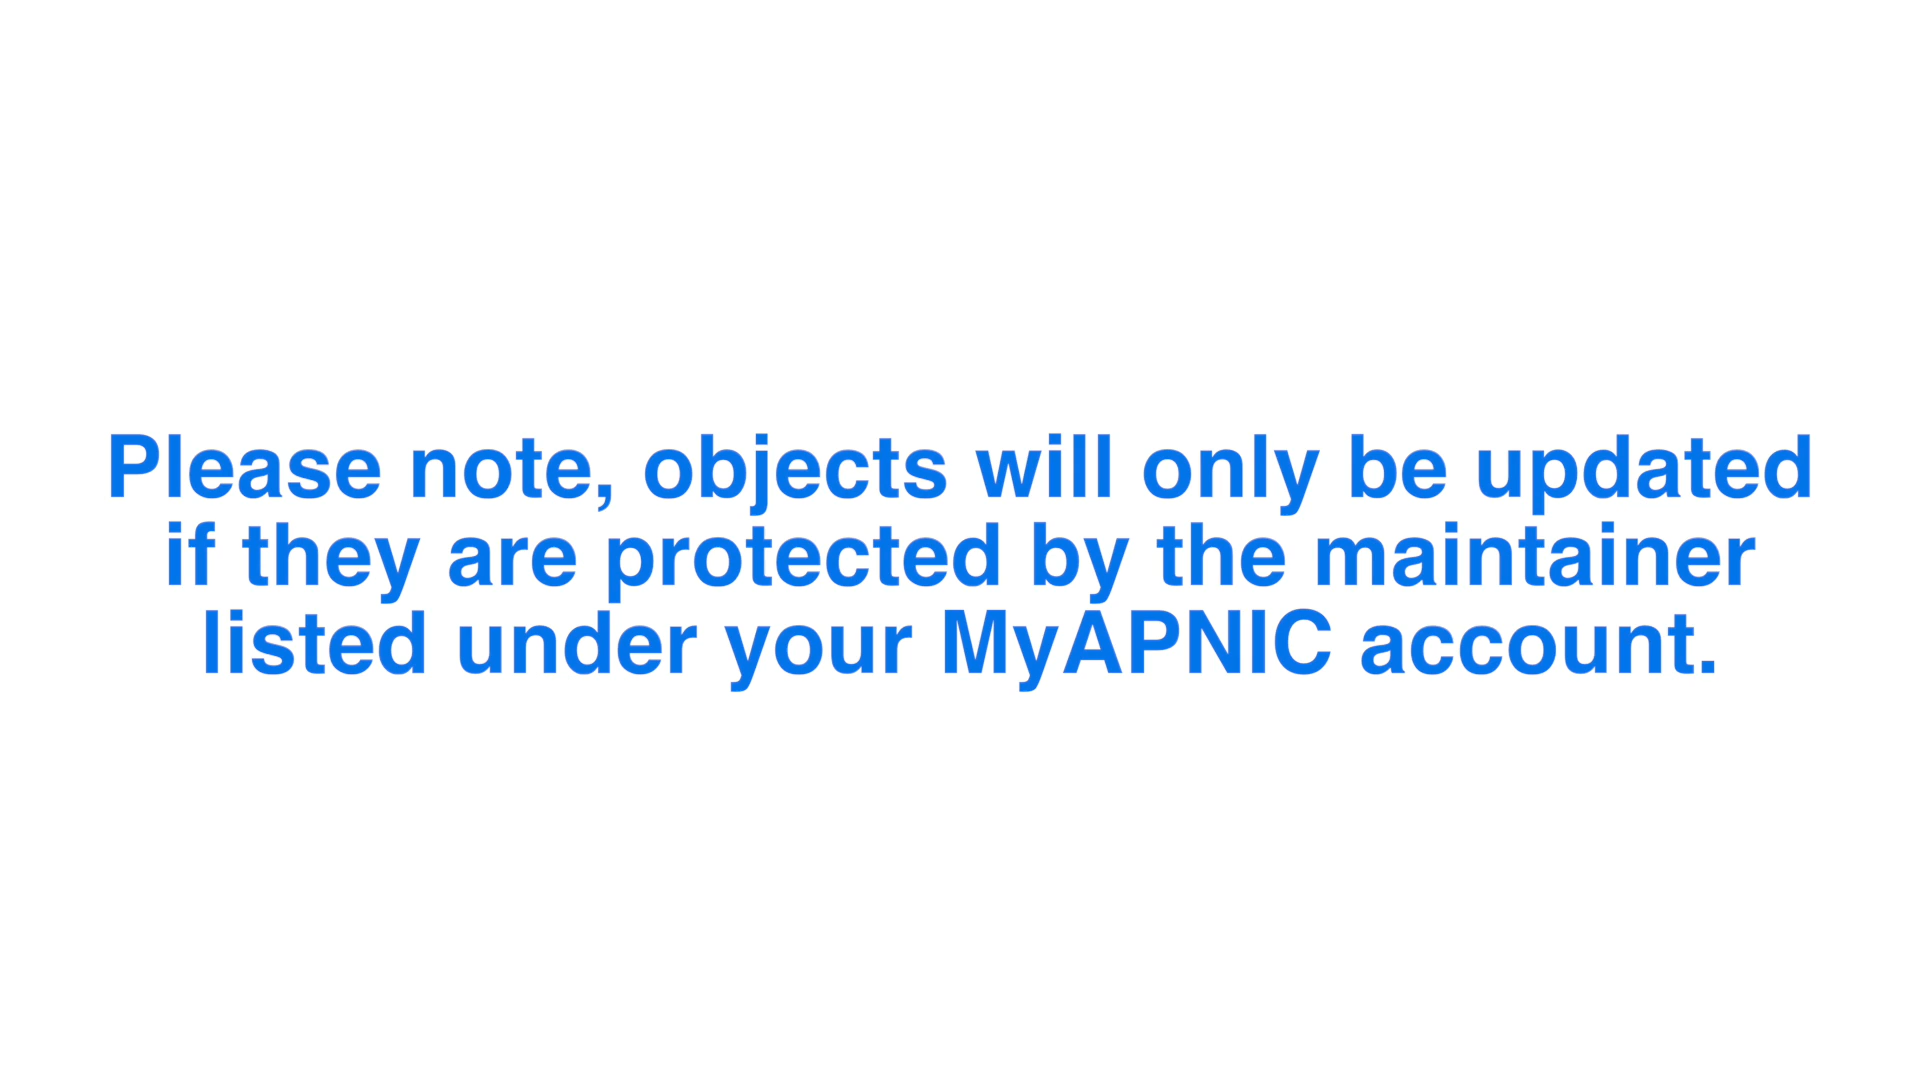 Please note, objects will only be updated
if they are protected by the maintainer
listed under your MyAPNIC account.